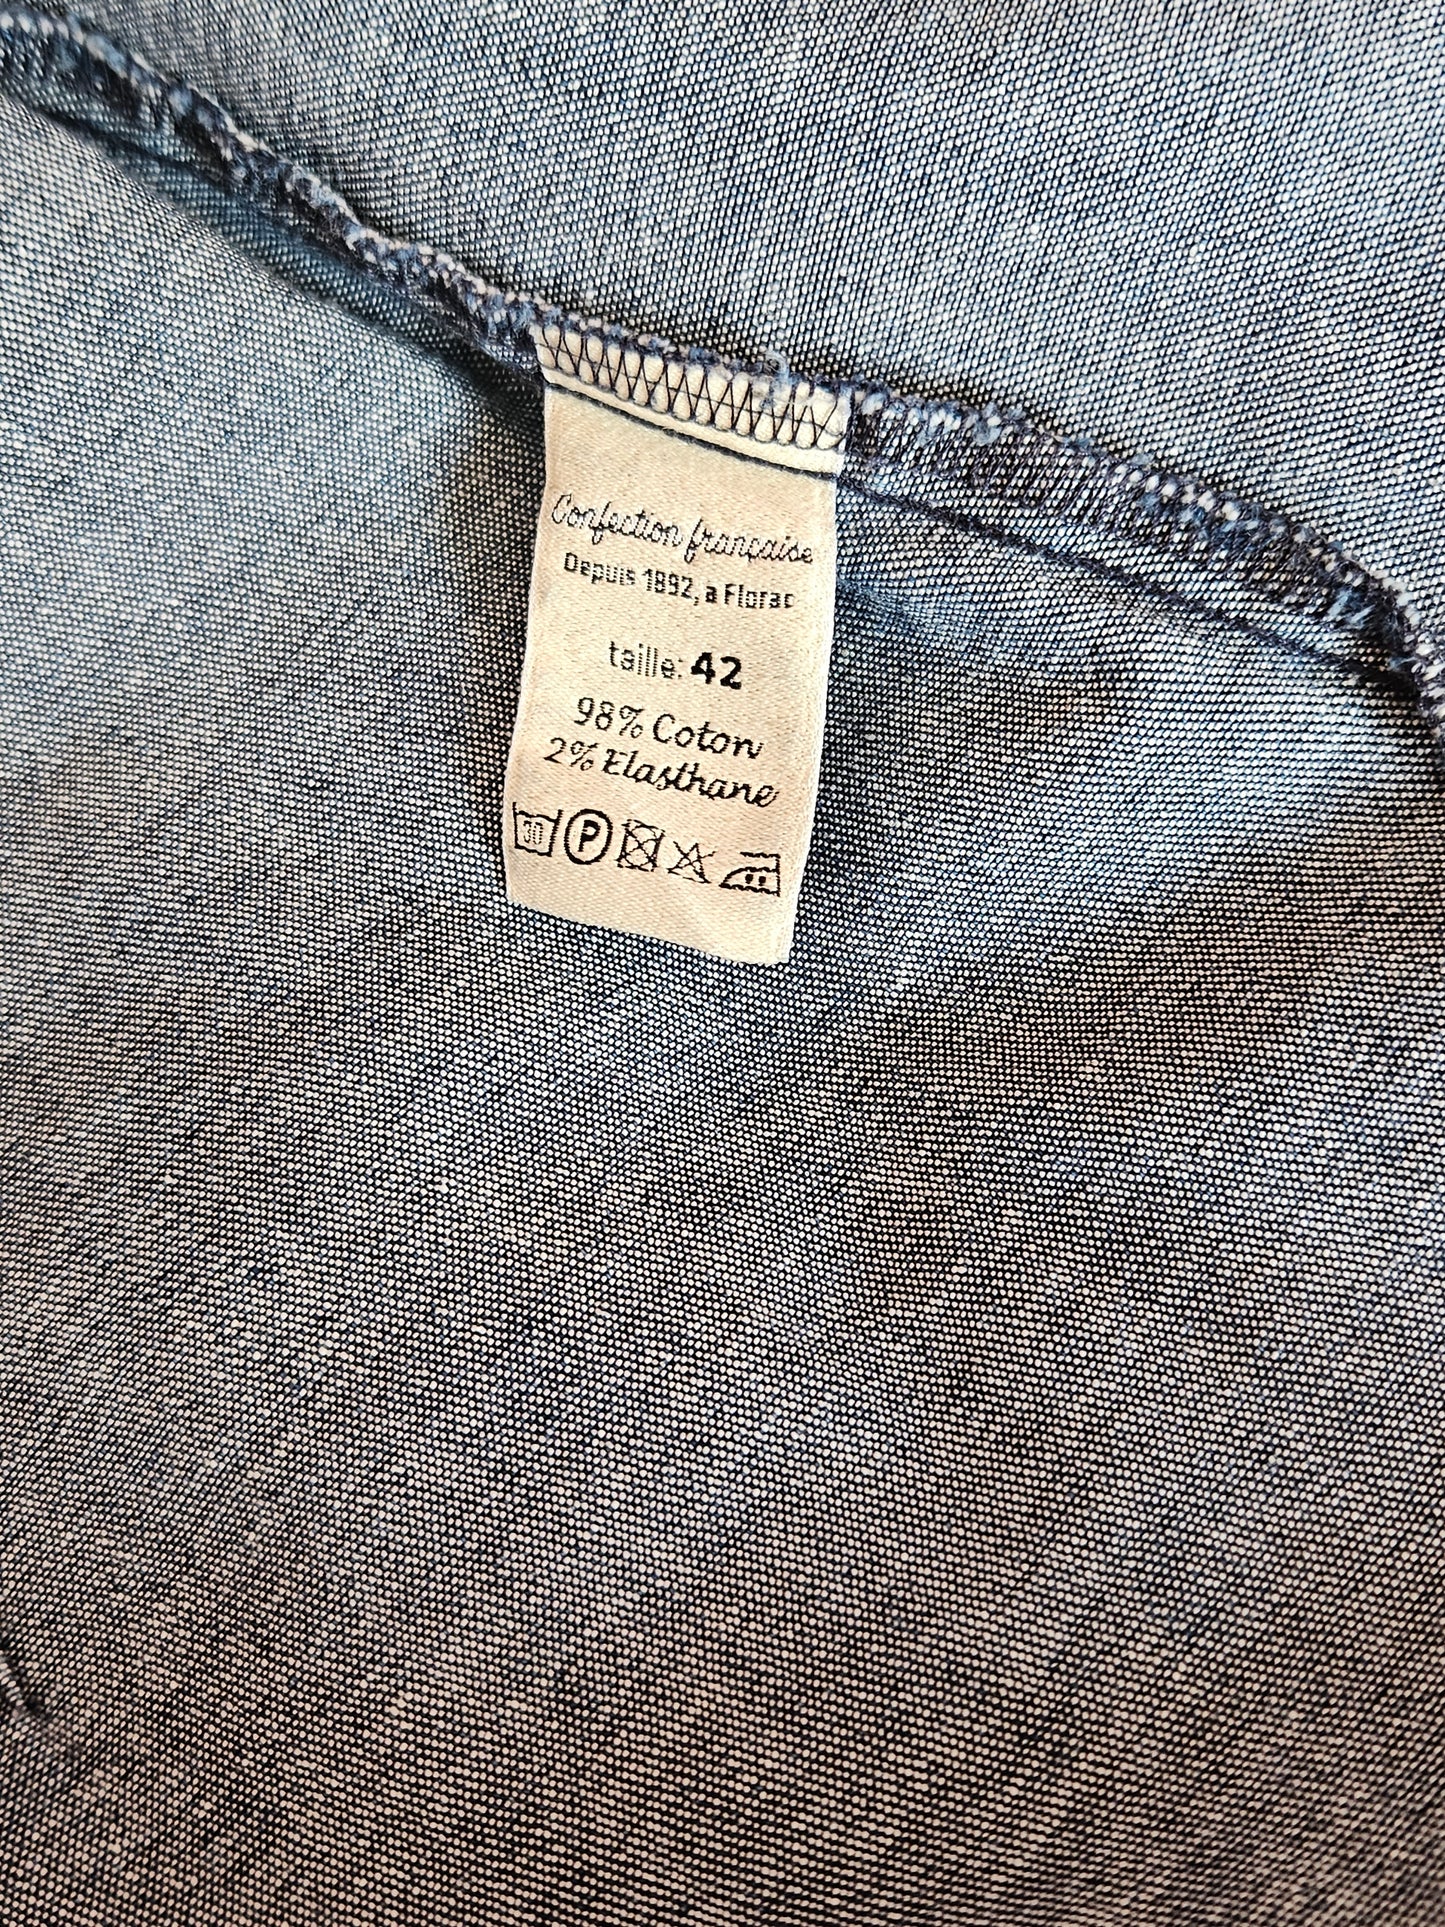 Confection française
Depuis 1892, a Florac
taille: 42
98% Coton
2% Elasthane
30 P